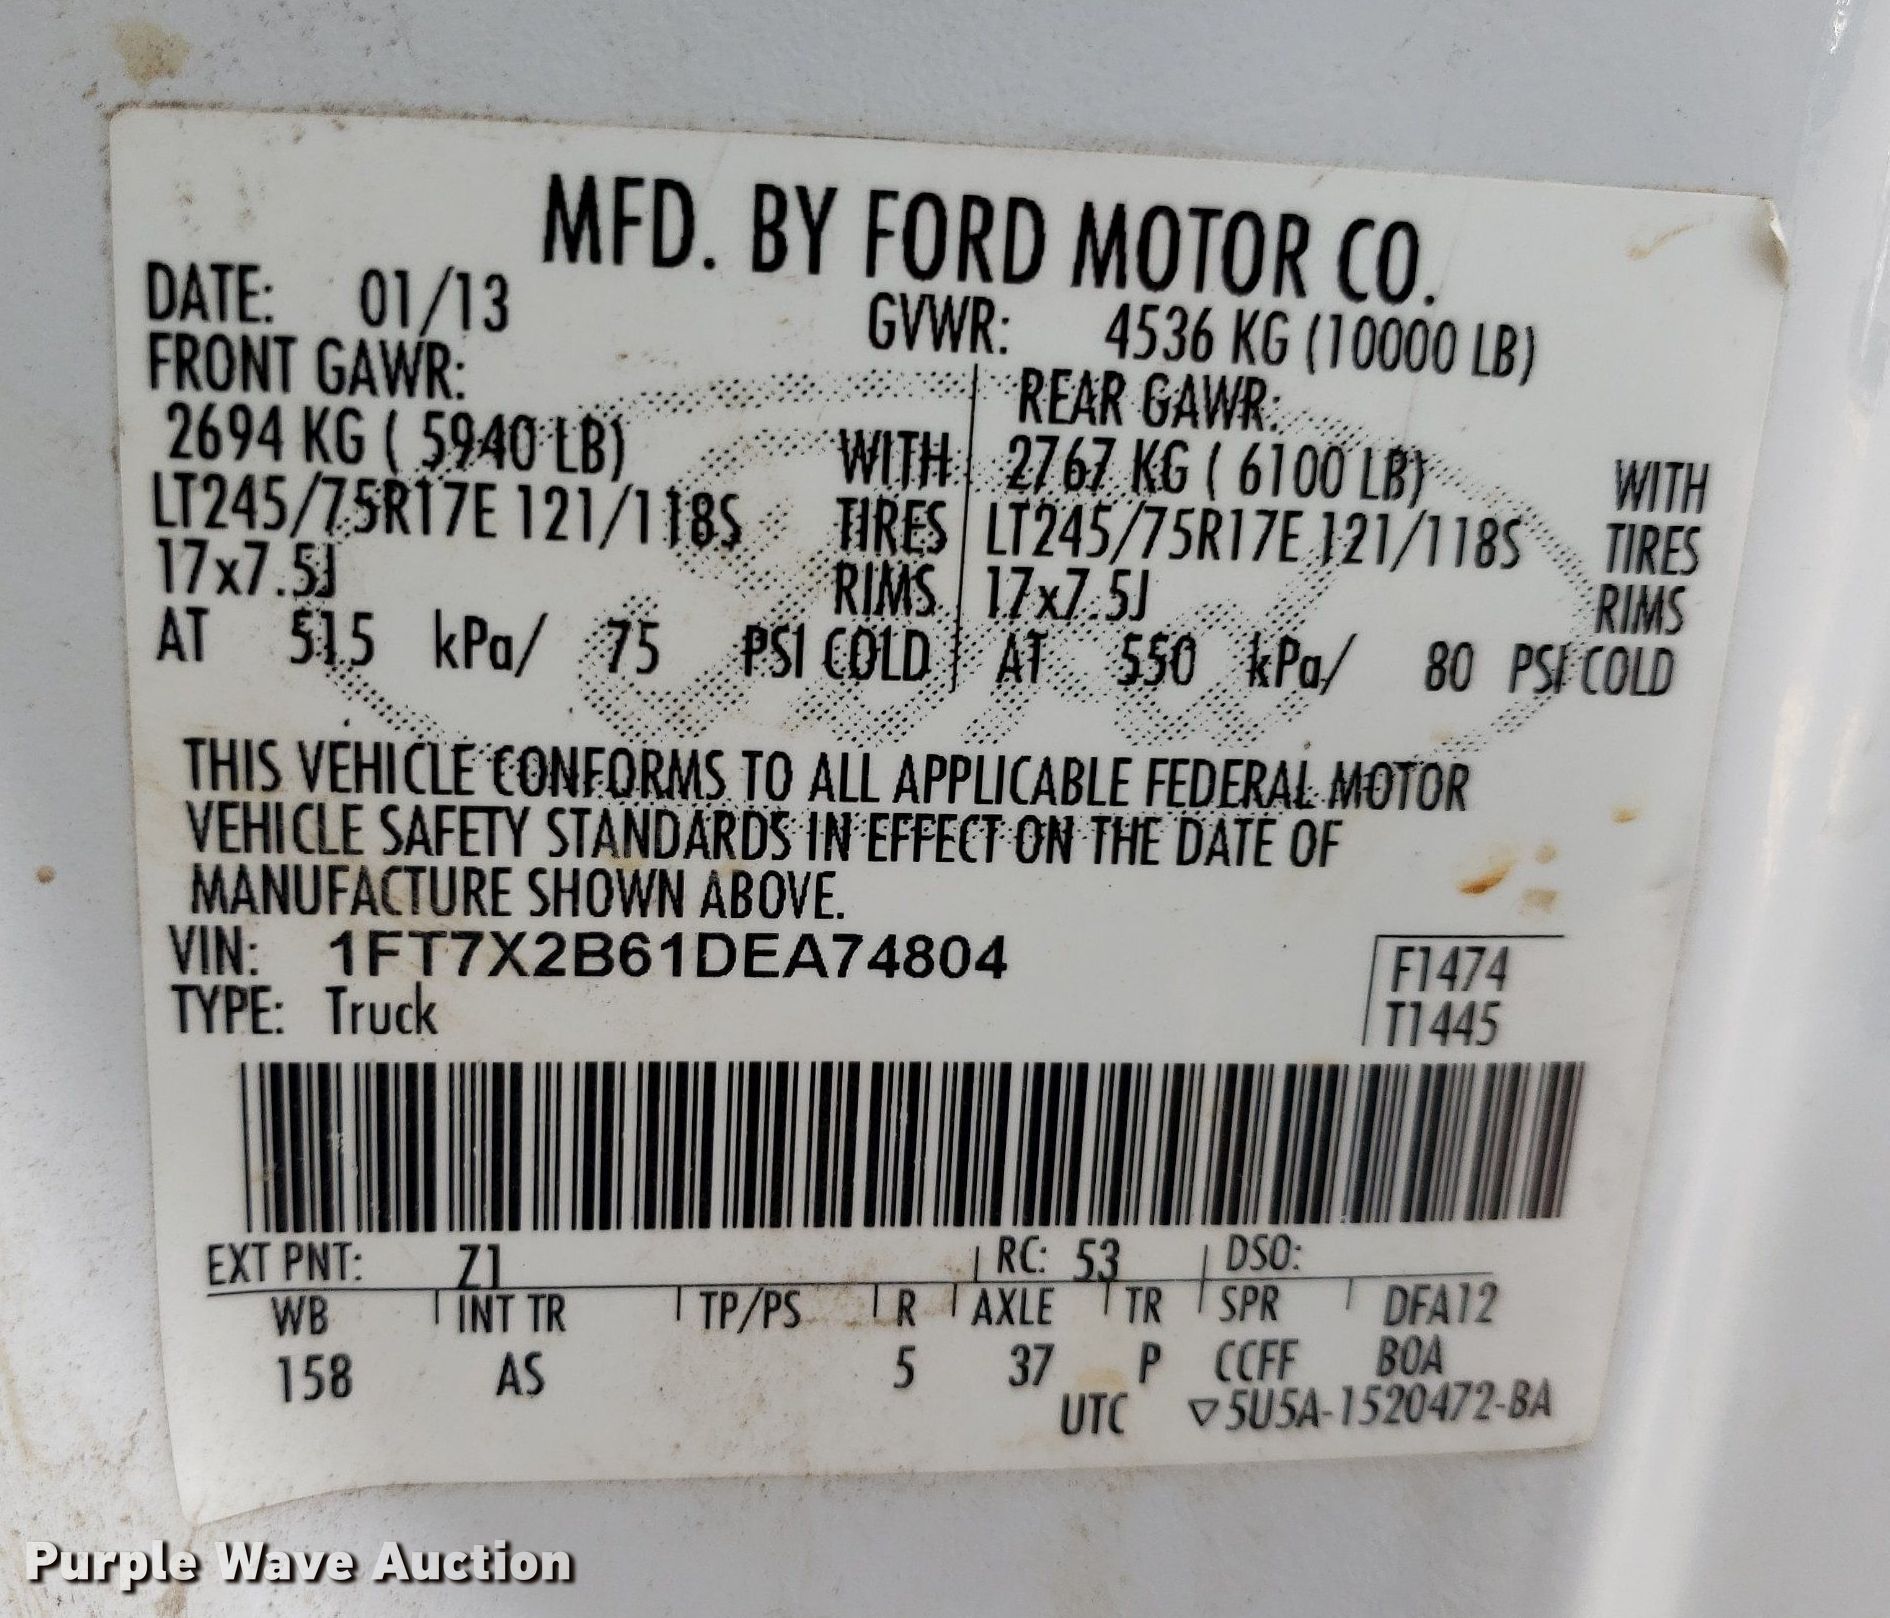 MFD. BY FORD MOTOR CO.
DATE: 01/13 GVWR: 4536 KG (10000 LB)
FRONT GAWR: REAR GAWR:
2694 KG ( 5940 LB) WITH 2767 KG ( 6100 LB) WITH
LT245/75R17E 121/118S TIRES LT245/75R17E 121/118S TIRES
17x7.5J RIMS 17x7.5J RIMS
AT 515 kPa/ 75 PSI COLD AT 550 kPa/ 80 PSI COLD
THIS VEHICLE CONFORMS TO ALL APPLICABLE FEDERAL MOTOR
VEHICLE SAFETY STANDARDS IN EFFECT ON THE DATE OF
MANUFACTURE SHOWN ABOVE.
VIN: 1FT7X2B61DEA74804 F1474
TYPE: Truck T1445
EXT PNT: Z1 RC: 53 DSO:
WB INT TR TP/PS R AXLE TR SPR DFA12
158 AS 5 37 P CCFF BOA
UTC ▽5U5A-1520472-BA
Purple Wave Auction